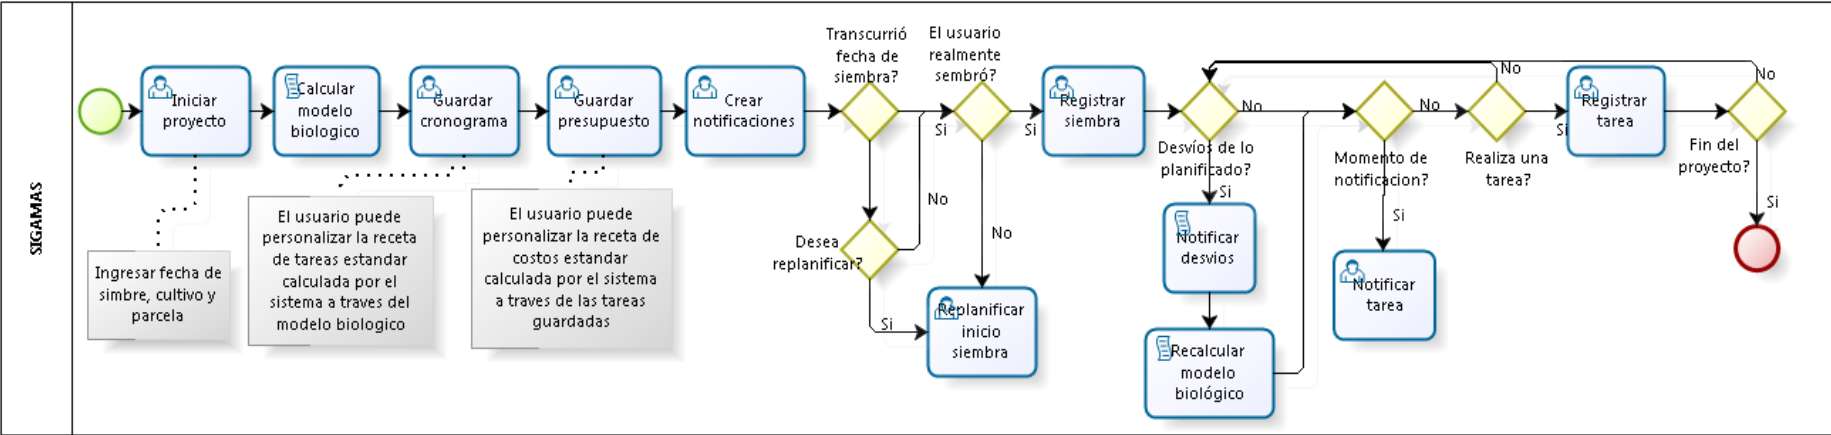 SIGAMAS
Iniciar
proyecto
Ingresar fecha de
simbre, cultivo y
parcela
Calcular
modelo
biologico
Guardar
cronograma
El usuario puede
personalizar la receta
de tareas estandar
calculada por el
sistema a traves del
modelo biologico
Guardar
presupuesto
El usuario puede
personalizar la receta de
costos estandar
calculada por el sistema
a traves de las tareas
guardadas
Crear
notificaciones
Transcurrió
fecha de
siembra?
Desea
replanificar?
Si
No
El usuario
realmente
sembró?
Si
No
Replanificar
inicio
siembra
Si
Registrar
siembra
Desvíos de lo
planificado?
No
Si
Notificar
desvios
Recalcular
modelo
biológico
Momento de
notificacion?
No
Si
Notificar
tarea
Realiza una
tarea?
No
Si
Registrar
tarea
Fin del
proyecto?
No
Si